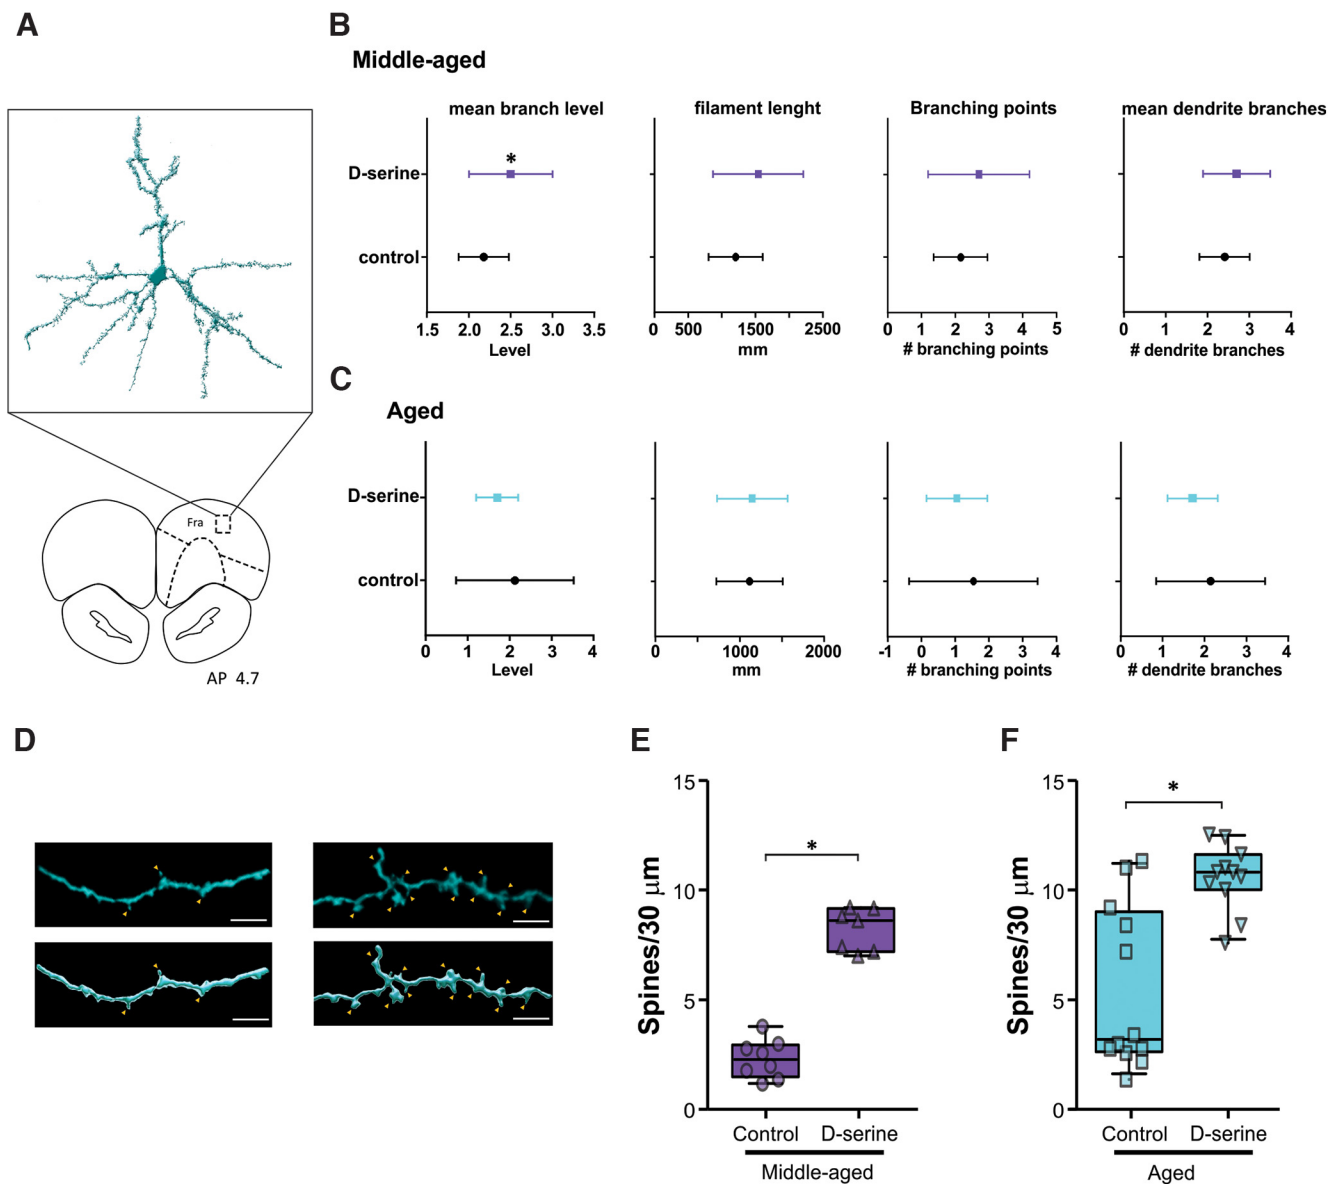 A
B
Middle-aged
mean branch level
filament lenght
Branching points
mean dendrite branches
D-serine
*
control
1.5 2.0 2.5 3.0 3.5
Level
0 500 1500 2500
mm
0 1 2 3 4 5
# branching points
0 1 2 3 4
# dendrite branches
C
Aged
D-serine
control
0 1 2 3 4
Level
0 1000 2000
mm
-1 0 1 2 3 4
# branching points
0 1 2 3 4
# dendrite branches
Fra
AP 4.7
D
E
Spines/30 μm
15
10
5
0
*
Control D-serine
Middle-aged
F
Spines/30 μm
15
10
5
0
*
Control D-serine
Aged